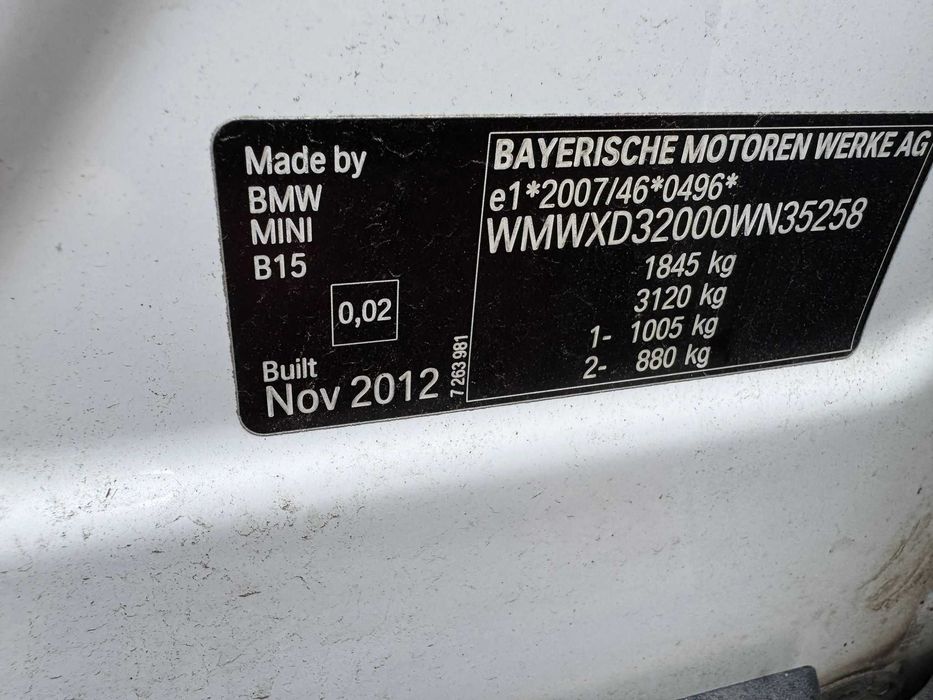 Made by
BMW
MINI
B15
0,02
Built
Nov 2012
7 263 981
BAYERISCHE MOTOREN WERKE AG
e1*2007/46*0496*
WMWXD32000WN35258
1845 kg
3120 kg
1- 1005 kg
2- 880 kg